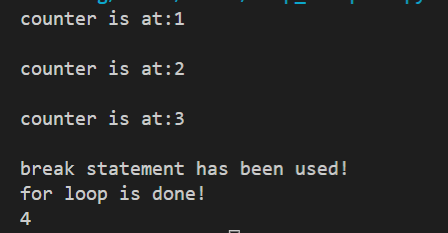 counter is at:1
counter is at:2
counter is at:3
break statement has been used!
for loop is done!
4